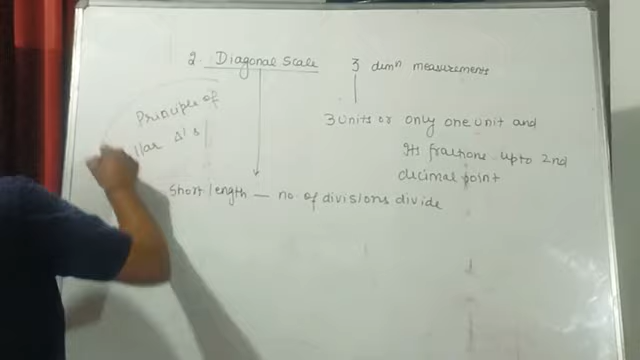 2. Diagonal Scale
3 dimn measurements
3 units or only one unit and
its fractions upto 2nd
decimal point
Principle of
llar Δ's
Short length — no. of divisions divide